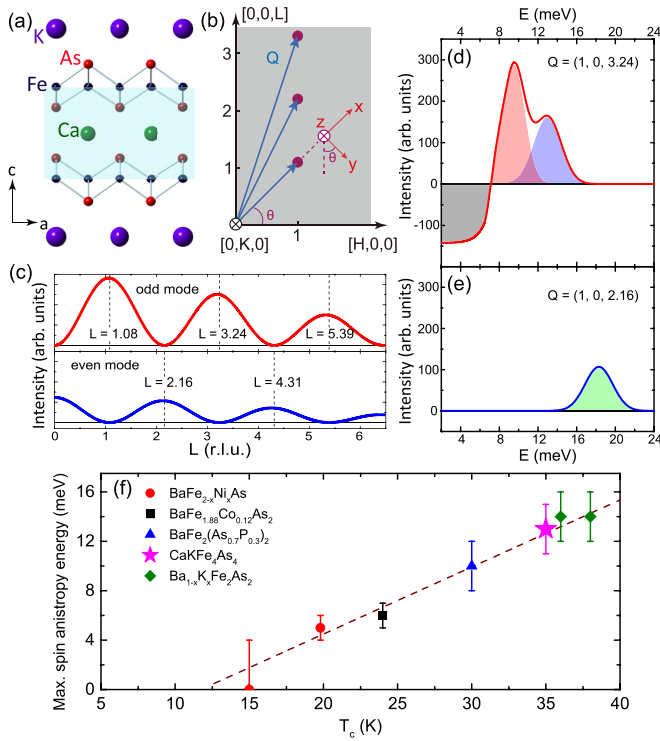 (a)
K
As
Fe
Ca
c
a
(b)
[0,0,L]
3
2
1
Q
z
x
y
θ
θ
[0,K,0]
1
[H,0,0]
(c)
Intensity (arb. units)
odd mode
L = 1.08
L = 3.24
L = 5.39
even mode
L = 2.16
L = 4.31
0 1 2 3 4 5 6
L (r.l.u.)
E (meV)
4 8 12 16 20 24
(d)
Q = (1, 0, 3.24)
Intensity (arb. units)
300
200
100
0
-100
(e)
Q = (1, 0, 2.16)
Intensity (arb. units)
300
200
100
0
4 8 12 16 20 24
E (meV)
(f)
Max. spin anistropy energy (meV)
16
12
8
4
0
BaFe2-xNixAs
BaFe1.88Co0.12As2
BaFe2(As0.7P0.3)2
CaKFe4As4
Ba1-xKxFe2As2
5 10 15 20 25 30 35 40
Tc (K)